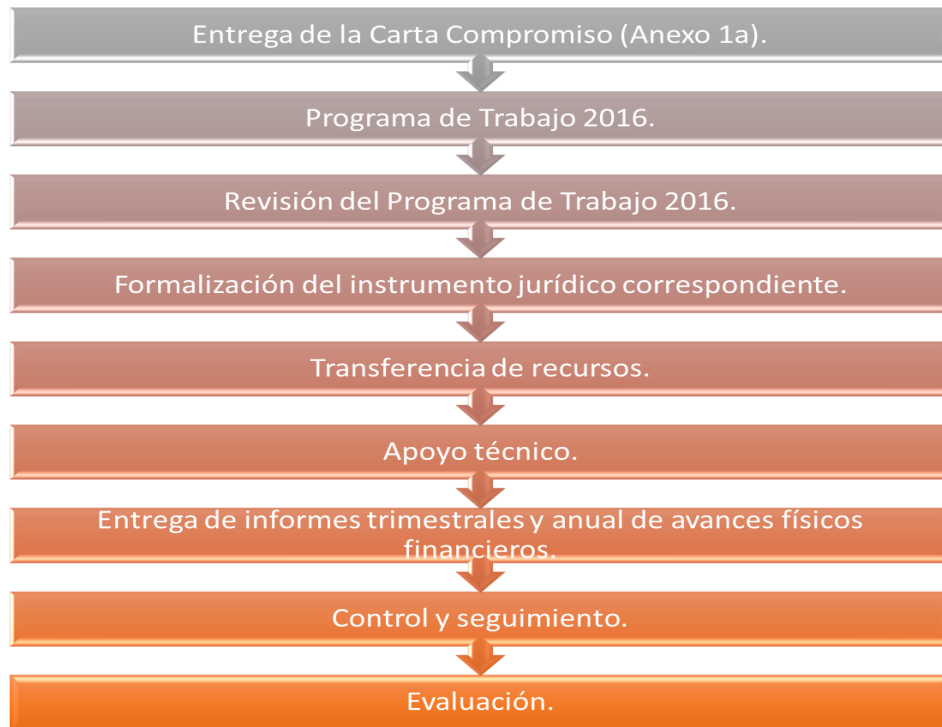 Entrega de la Carta Compromiso (Anexo 1a).
Programa de Trabajo 2016.
Revisión del Programa de Trabajo 2016.
Formalización del instrumento jurídico correspondiente.
Transferencia de recursos.
Apoyo técnico.
Entrega de informes trimestrales y anual de avances físicos
financieros.
Control y seguimiento.
Evaluación.